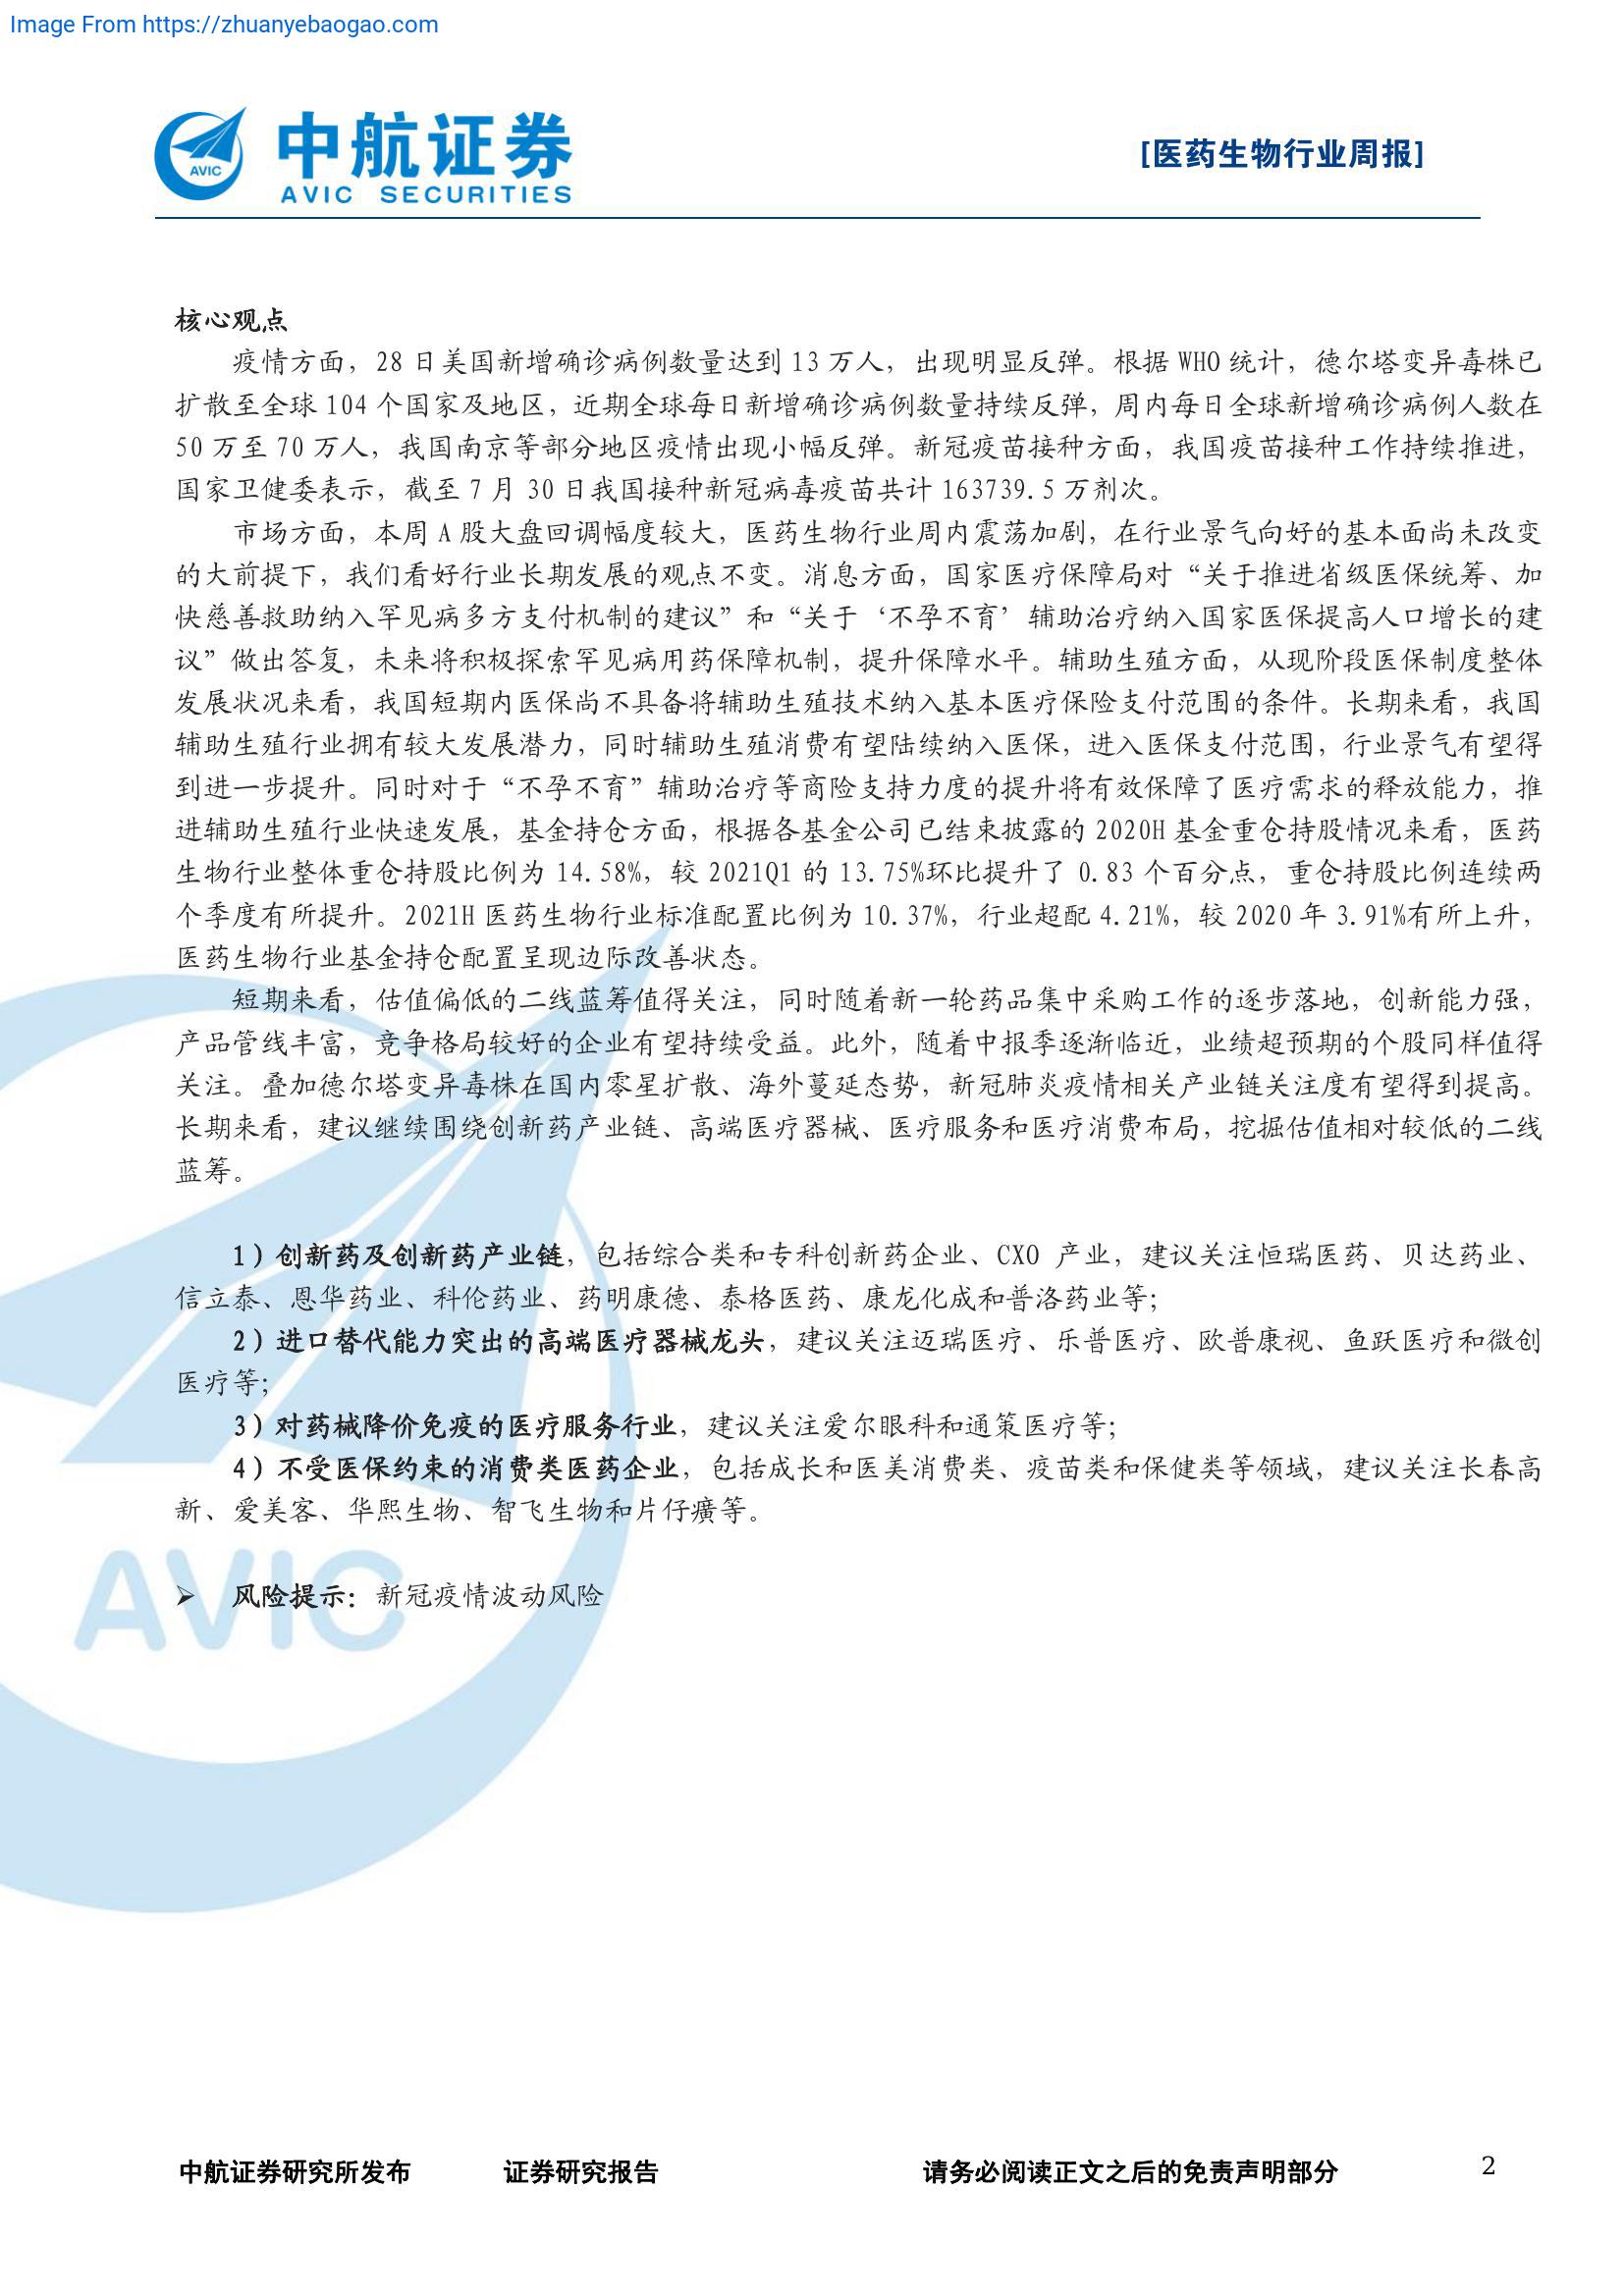 Image From https://zhuanyebaogao.com
中航证券
AVIC
AVIC SECURITIES
[医药生物行业周报]
核心观点
疫情方面，28 日美国新增确诊病例数量达到 13 万人，出现明显反弹。根据 WHO 统计，德尔塔变异毒株已
扩散至全球 104 个国家及地区，近期全球每日新增确诊病例数量持续反弹，周内每日全球新增确诊病例人数在
50 万至 70 万人，我国南京等部分地区疫情出现小幅反弹。新冠疫苗接种方面，我国疫苗接种工作持续推进，
国家卫健委表示，截至 7 月 30 日我国接种新冠病毒疫苗共计 163739.5 万剂次。
市场方面，本周 A 股大盘回调幅度较大，医药生物行业周内震荡加剧，在行业景气向好的基本面尚未改变
的大前提下，我们看好行业长期发展的观点不变。消息方面，国家医疗保障局对“关于推进省级医保统筹、加
快慈善救助纳入罕见病多方支付机制的建议”和“关于‘不孕不育’辅助治疗纳入国家医保提高人口增长的建
议”做出答复，未来将积极探索罕见病用药保障机制，提升保障水平。辅助生殖方面，从现阶段医保制度整体
发展状况来看，我国短期内医保尚不具备将辅助生殖技术纳入基本医疗保险支付范围的条件。长期来看，我国
辅助生殖行业拥有较大发展潜力，同时辅助生殖消费有望陆续纳入医保，进入医保支付范围，行业景气有望得
到进一步提升。同时对于“不孕不育”辅助治疗等商险支持力度的提升将有效保障了医疗需求的释放能力，推
进辅助生殖行业快速发展，基金持仓方面，根据各基金公司已结束披露的 2020H 基金重仓持股情况来看，医药
生物行业整体重仓持股比例为 14.58%，较 2021Q1 的 13.75%环比提升了 0.83 个百分点，重仓持股比例连续两
个季度有所提升。2021H 医药生物行业标准配置比例为 10.37%，行业超配 4.21%，较 2020 年 3.91%有所上升，
医药生物行业基金持仓配置呈现边际改善状态。
短期来看，估值偏低的二线蓝筹值得关注，同时随着新一轮药品集中采购工作的逐步落地，创新能力强，
产品管线丰富，竞争格局较好的企业有望持续受益。此外，随着中报季逐渐临近，业绩超预期的个股同样值得
关注。叠加德尔塔变异毒株在国内零星扩散、海外蔓延态势，新冠肺炎疫情相关产业链关注度有望得到提高。
长期来看，建议继续围绕创新药产业链、高端医疗器械、医疗服务和医疗消费布局，挖掘估值相对较低的二线
蓝筹。
1）创新药及创新药产业链，包括综合类和专科创新药企业、CXO 产业，建议关注恒瑞医药、贝达药业、
信立泰、恩华药业、科伦药业、药明康德、泰格医药、康龙化成和普洛药业等；
2）进口替代能力突出的高端医疗器械龙头，建议关注迈瑞医疗、乐普医疗、欧普康视、鱼跃医疗和微创
医疗等；
3）对药械降价免疫的医疗服务行业，建议关注爱尔眼科和通策医疗等；
4）不受医保约束的消费类医药企业，包括成长和医美消费类、疫苗类和保健类等领域，建议关注长春高
新、爱美客、华熙生物、智飞生物和片仔癀等。
AVIC
➢ 风险提示：新冠疫情波动风险
中航证券研究所发布 证券研究报告 请务必阅读正文之后的免责声明部分 2